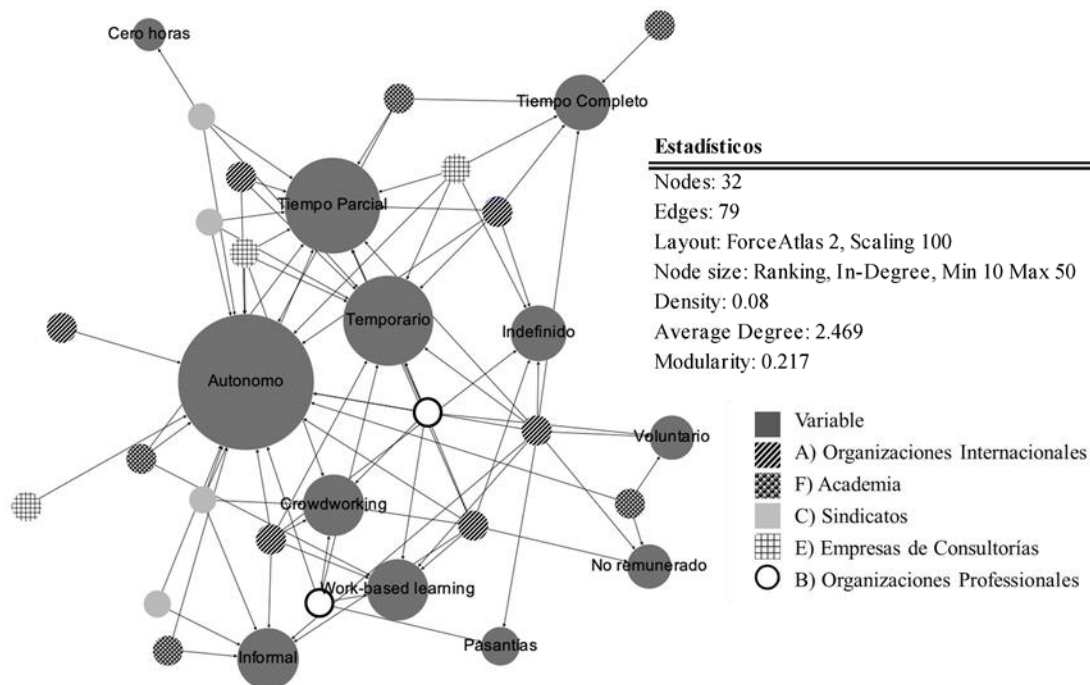 Cero horas
Tiempo Completo
Tiempo Parcial
Temporario
Indefinido
Autonomo
Voluntario
Crowdworking
No remunerado
Work-based learning
Pasantías
Informal
Estadísticos
Nodes: 32
Edges: 79
Layout: ForceAtlas 2, Scaling 100
Node size: Ranking, In-Degree, Min 10 Max 50
Density: 0.08
Average Degree: 2.469
Modularity: 0.217
Variable
A) Organizaciones Internacionales
F) Academia
C) Sindicatos
E) Empresas de Consultorías
B) Organizaciones Professionales